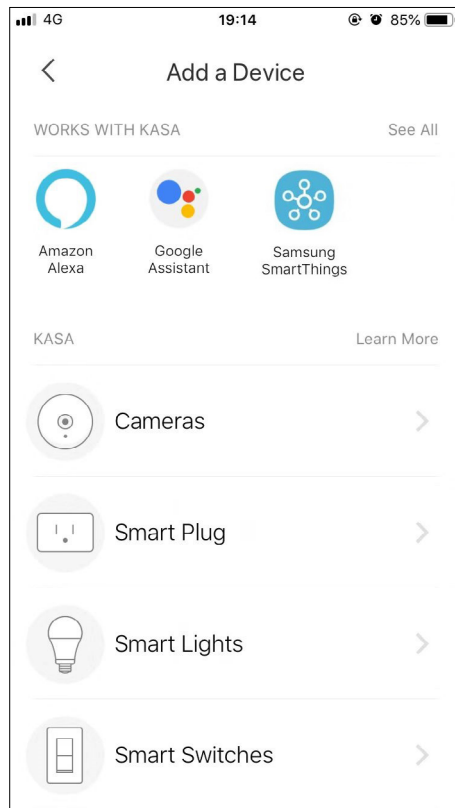 4G 19:14 85%
Add a Device
WORKS WITH KASA See All
Amazon Alexa
Google Assistant
Samsung SmartThings
KASA Learn More
Cameras
Smart Plug
Smart Lights
Smart Switches